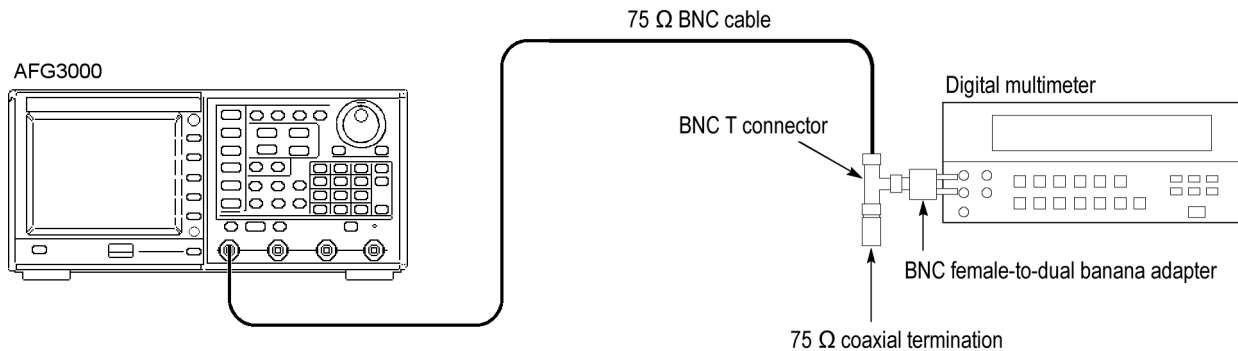 75 Ω BNC cable
AFG3000
Digital multimeter
BNC T connector
BNC female-to-dual banana adapter
75 Ω coaxial termination